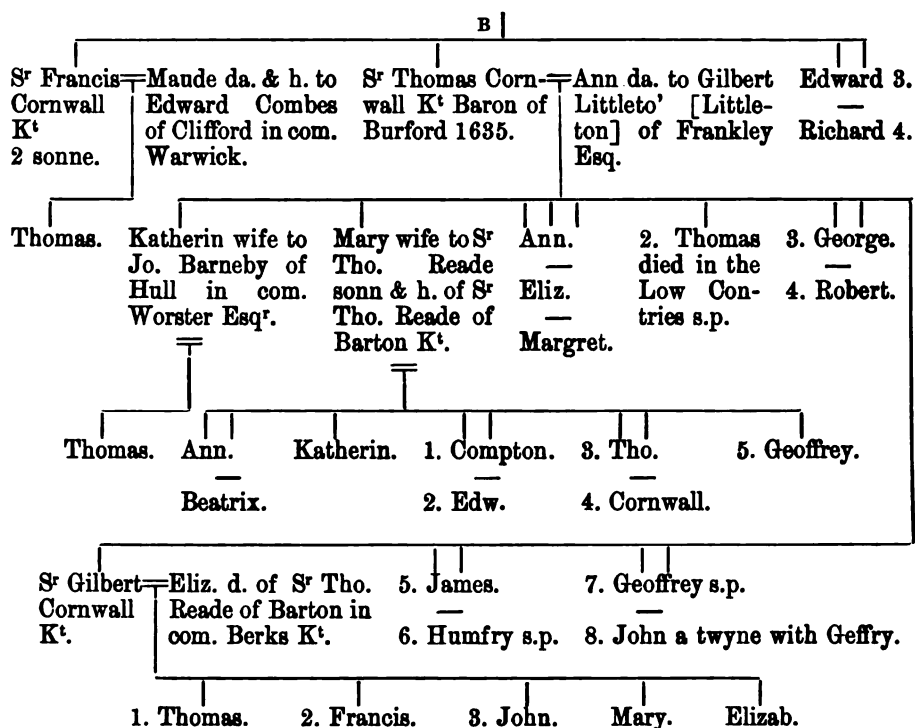 B
Sʳ Francis
Cornwall
Kᵗ
2 sonne.
Maude da. & h. to
Edward Combes
of Clifford in com.
Warwick.
Sʳ Thomas Corn-
wall Kᵗ Baron of
Burford 1635.
Ann da. to Gilbert
Littleto' [Little-
ton] of Frankley
Esq.
Edward 3.
—
Richard 4.
Thomas.
Katherin wife to
Jo. Barneby of
Hull in com.
Worster Esqʳ.
Mary wife to Sʳ
Tho. Reade
sonn & h. of Sʳ
Tho. Reade of
Barton Kᵗ.
Ann.
—
Eliz.
—
Margret.
2. Thomas
died in the
Low Con-
tries s.p.
3. George.
—
4. Robert.
Thomas.
Ann.
—
Beatrix.
Katherin.
1. Compton.
—
2. Edw.
3. Tho.
—
4. Cornwall.
5. Geoffrey.
Sʳ Gilbert
Cornwall
Kᵗ.
Eliz. d. of Sʳ Tho.
Reade of Barton in
com. Berks Kᵗ.
5. James.
—
6. Humfry s.p.
7. Geoffrey s.p.
—
8. John a twyne with Geffry.
1. Thomas.
2. Francis.
3. John.
Mary.
Elizab.